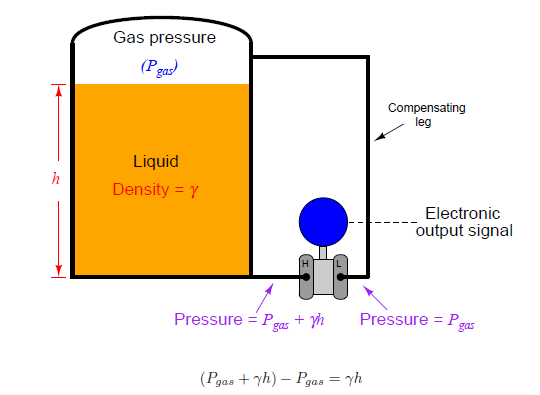 Gas pressure
(Pgas)
Compensating
leg
h
Liquid
Density = γ
Electronic
output signal
H
L
Pressure = Pgas + γh
Pressure = Pgas
(Pgas + γh) − Pgas = γh